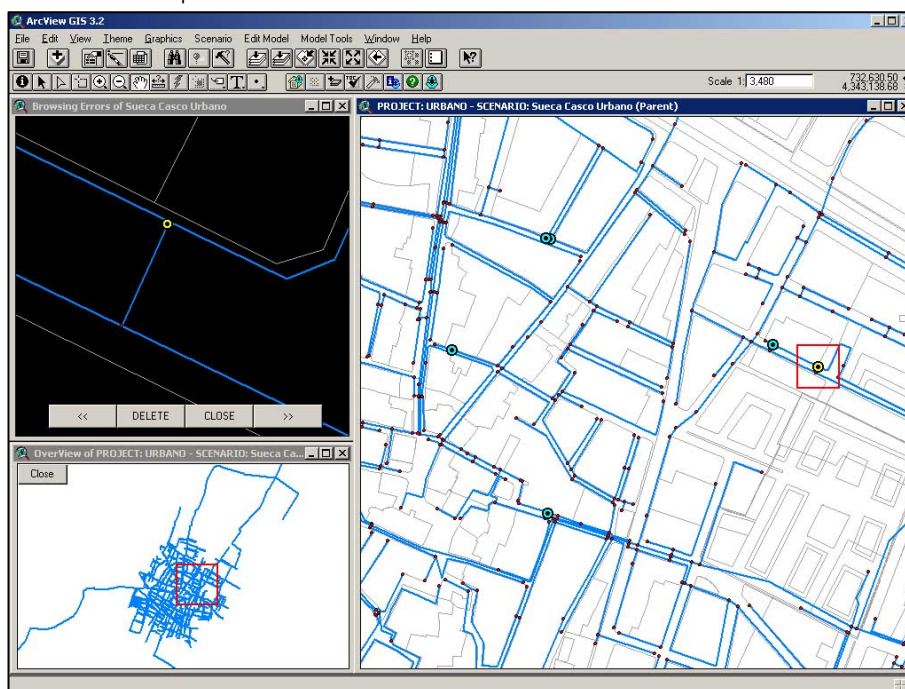 ArcView GIS 3.2
File Edit View Theme Graphics Scenario Edit Model Model Tools Window Help
Scale 1: 3,480
732,630.50
4,343,138.68
Browsing Errors of Sueca Casco Urbano
<< DELETE CLOSE >>
OverView of PROJECT: URBANO - SCENARIO: Sueca Ca...
Close
PROJECT: URBANO - SCENARIO: Sueca Casco Urbano (Parent)